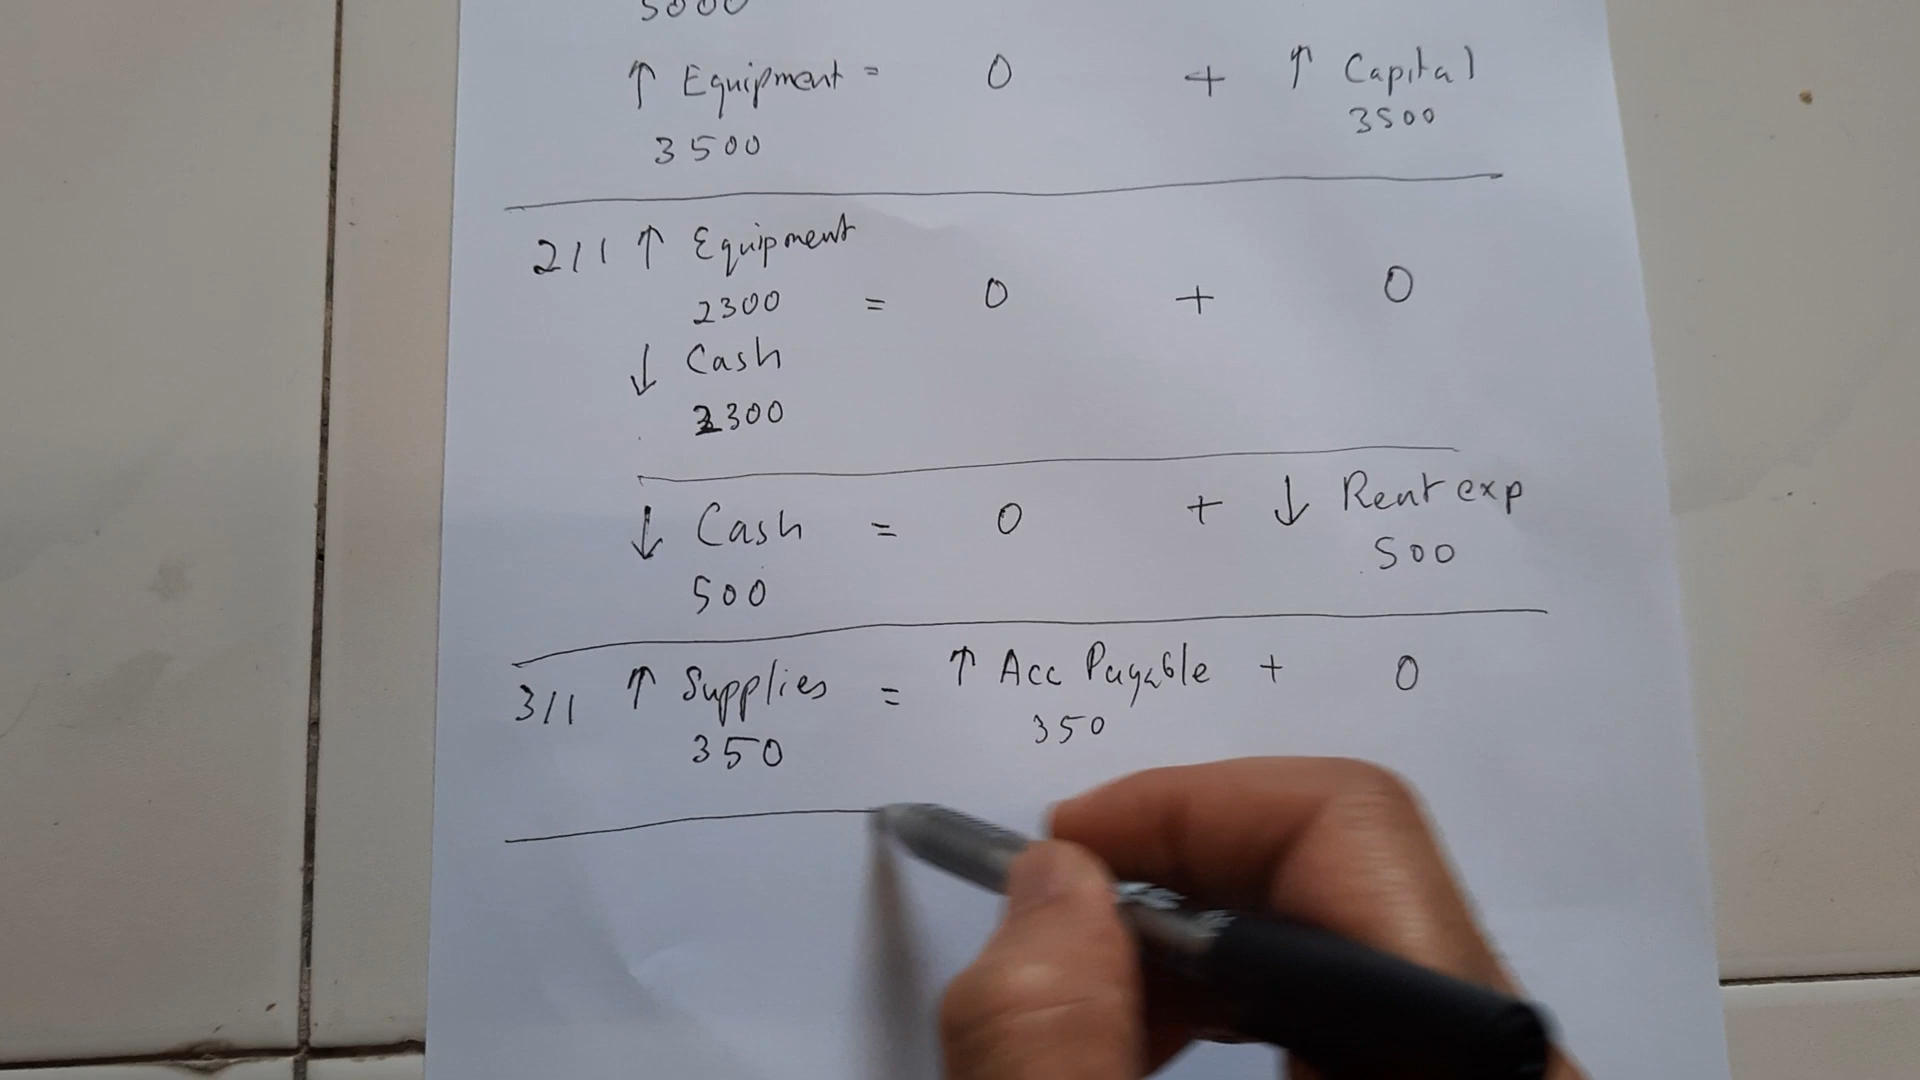 5000
↑ Equipment = 0 + ↑ Capital
3500 3500
2/1 ↑ Equipment
2300 = 0 + 0
↓ Cash
2300
↓ Cash = 0 + ↓ Rent exp
500 500
3/1 ↑ Supplies = ↑ Acc Payable + 0
350 350